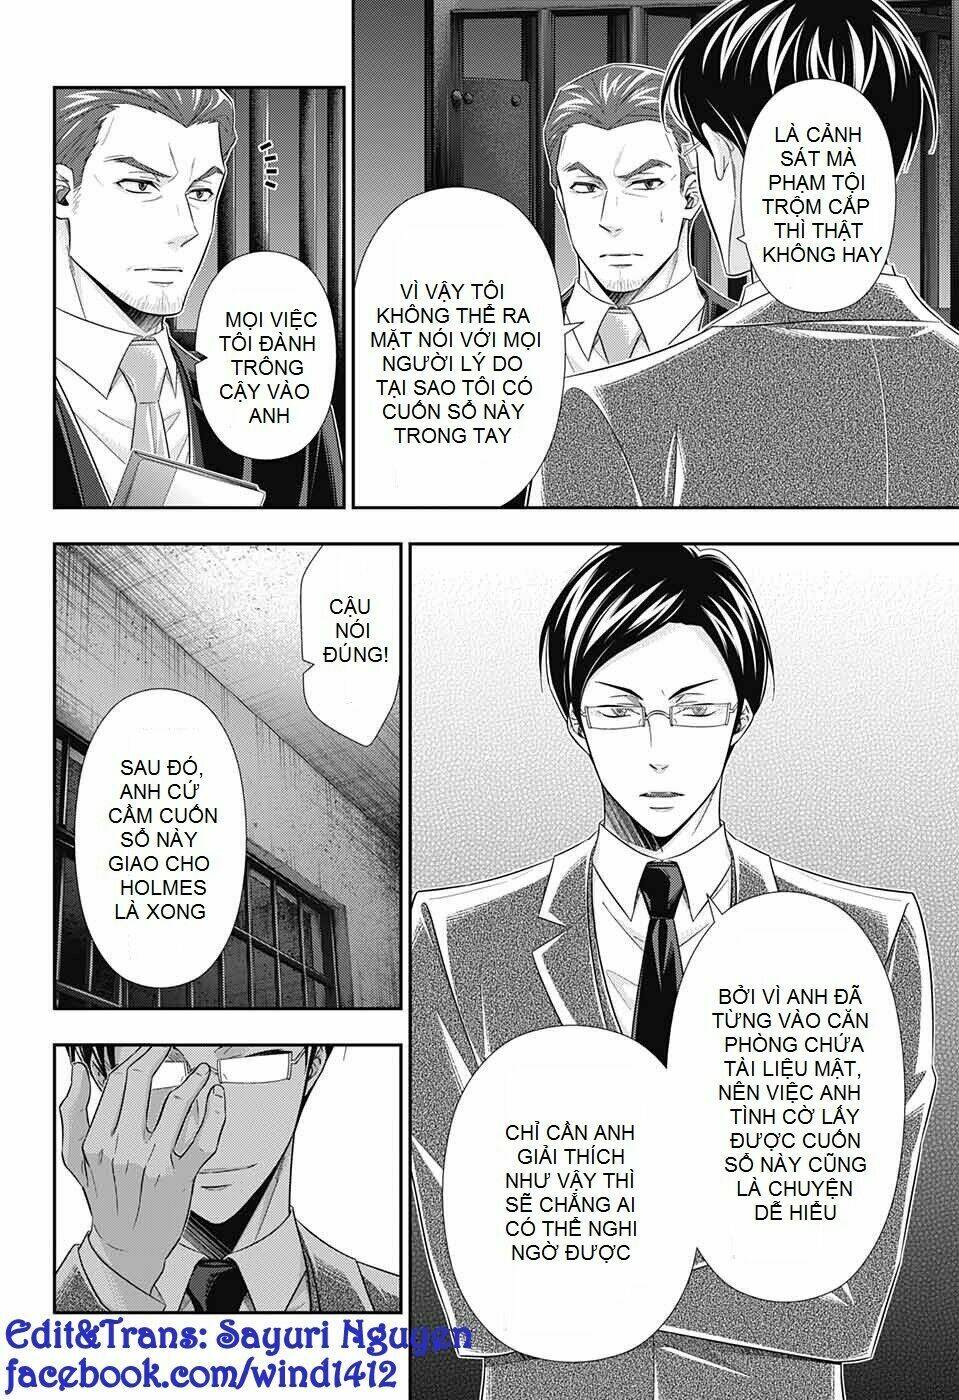 LÀ CẢNH
SÁT MÀ
PHẠM TỘI
TRỘM CẮP
THÌ THẬT
KHÔNG HAY
VÌ VẬY TÔI
KHÔNG THỂ RA
MẶT NÓI VỚI MỌI
NGƯỜI LÝ DO
TẠI SAO TÔI CÓ
CUỐN SỔ NÀY
TRONG TAY
MỌI VIỆC
TÔI ĐÀNH
TRÔNG
CẬY VÀO
ANH
BỞI VÌ ANH ĐÃ
TỪNG VÀO CĂN
PHÒNG CHỨA
TÀI LIỆU MẬT,
NÊN VIỆC ANH
TÌNH CỜ LẤY
ĐƯỢC CUỐN
SỔ NÀY CŨNG
LÀ CHUYỆN
DỄ HIỂU
CHỈ CẦN ANH
GIẢI THÍCH
NHƯ VẬY THÌ
SẼ CHẲNG AI
CÓ THỂ NGHI
NGỜ ĐƯỢC
CẬU
NÓI
ĐÚNG!
SAU ĐÓ,
ANH CỨ
CẦM CUỐN
SỔ NÀY
GIAO CHO
HOLMES
LÀ XONG
Edit&Trans: Sayuri Nguyen
facebook.com/wind1412